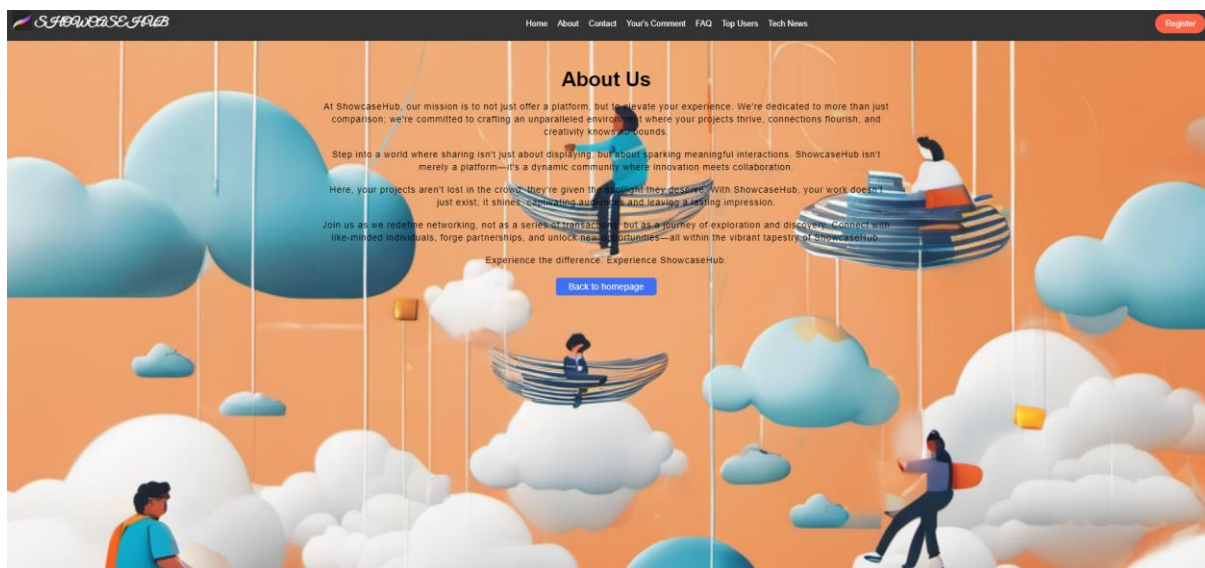 SHOWCASE HUB
Home About Contact Your's Comment FAQ Top Users Tech News
Register
About Us
At ShowcaseHub, our mission is to not just offer a platform, but to elevate your experience. We're dedicated to more than just
comparison; we're committed to crafting an unparalleled environment where your projects thrive, connections flourish, and
creativity knows no bounds.
Step into a world where sharing isn't just about displaying, but about sparking meaningful interactions. ShowcaseHub isn't
merely a platform—it's a dynamic community where innovation meets collaboration.
Here, your projects aren't lost in the crowd; they're given the spotlight they deserve. With ShowcaseHub, your work doesn't
just exist; it shines, captivating audiences and leaving a lasting impression.
Join us as we redefine networking, not as a series of transactions, but as a journey of exploration and discovery. Connect with
like-minded individuals, forge partnerships, and unlock new opportunities—all within the vibrant tapestry of ShowcaseHub.
Experience the difference. Experience ShowcaseHub.
Back to homepage